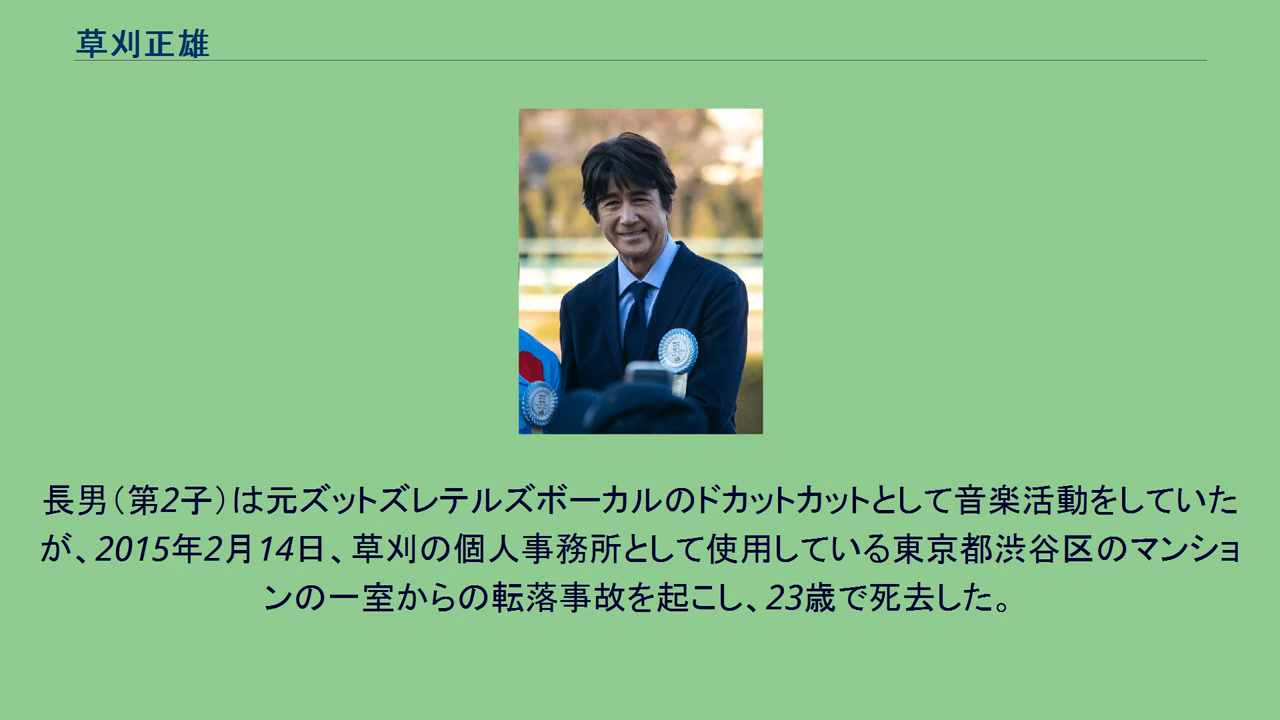 草刈正雄
長男（第2子）は元ズットズレテルズボーカルのドカットカットとして音楽活動をしていた
が、2015年2月14日、草刈の個人事務所として使用している東京都渋谷区のマンショ
ンの一室からの転落事故を起こし、23歳で死去した。